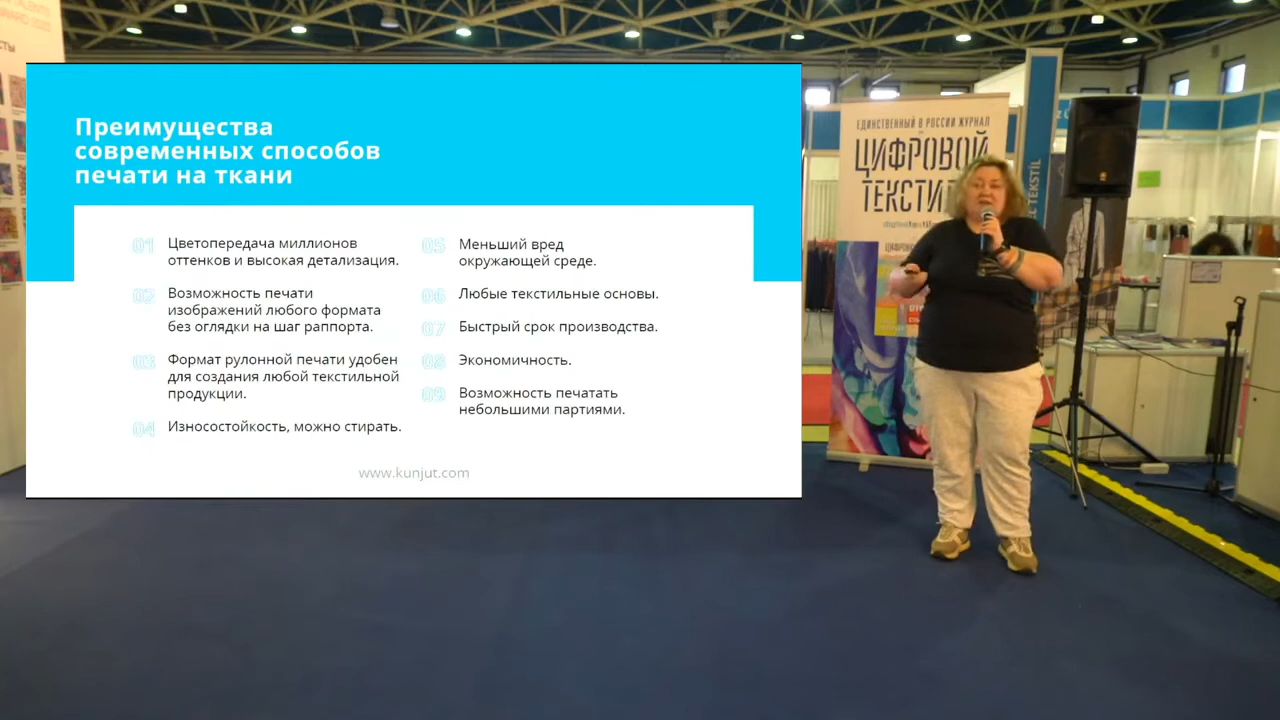 Преимущества
современных способов
печати на ткани
01 Цветопередача миллионов
оттенков и высокая детализация.
02 Возможность печати
изображений любого формата
без оглядки на шаг раппорта.
03 Формат рулонной печати удобен
для создания любой текстильной
продукции.
04 Износостойкость, можно стирать.
05 Меньший вред
окружающей среде.
06 Любые текстильные основы.
07 Быстрый срок производства.
08 Экономичность.
09 Возможность печатать
небольшими партиями.
www.kunjut.com
ЕДИНСТВЕННЫЙ В РОССИИ ЖУРНАЛ
ЦИФРОВОЙ